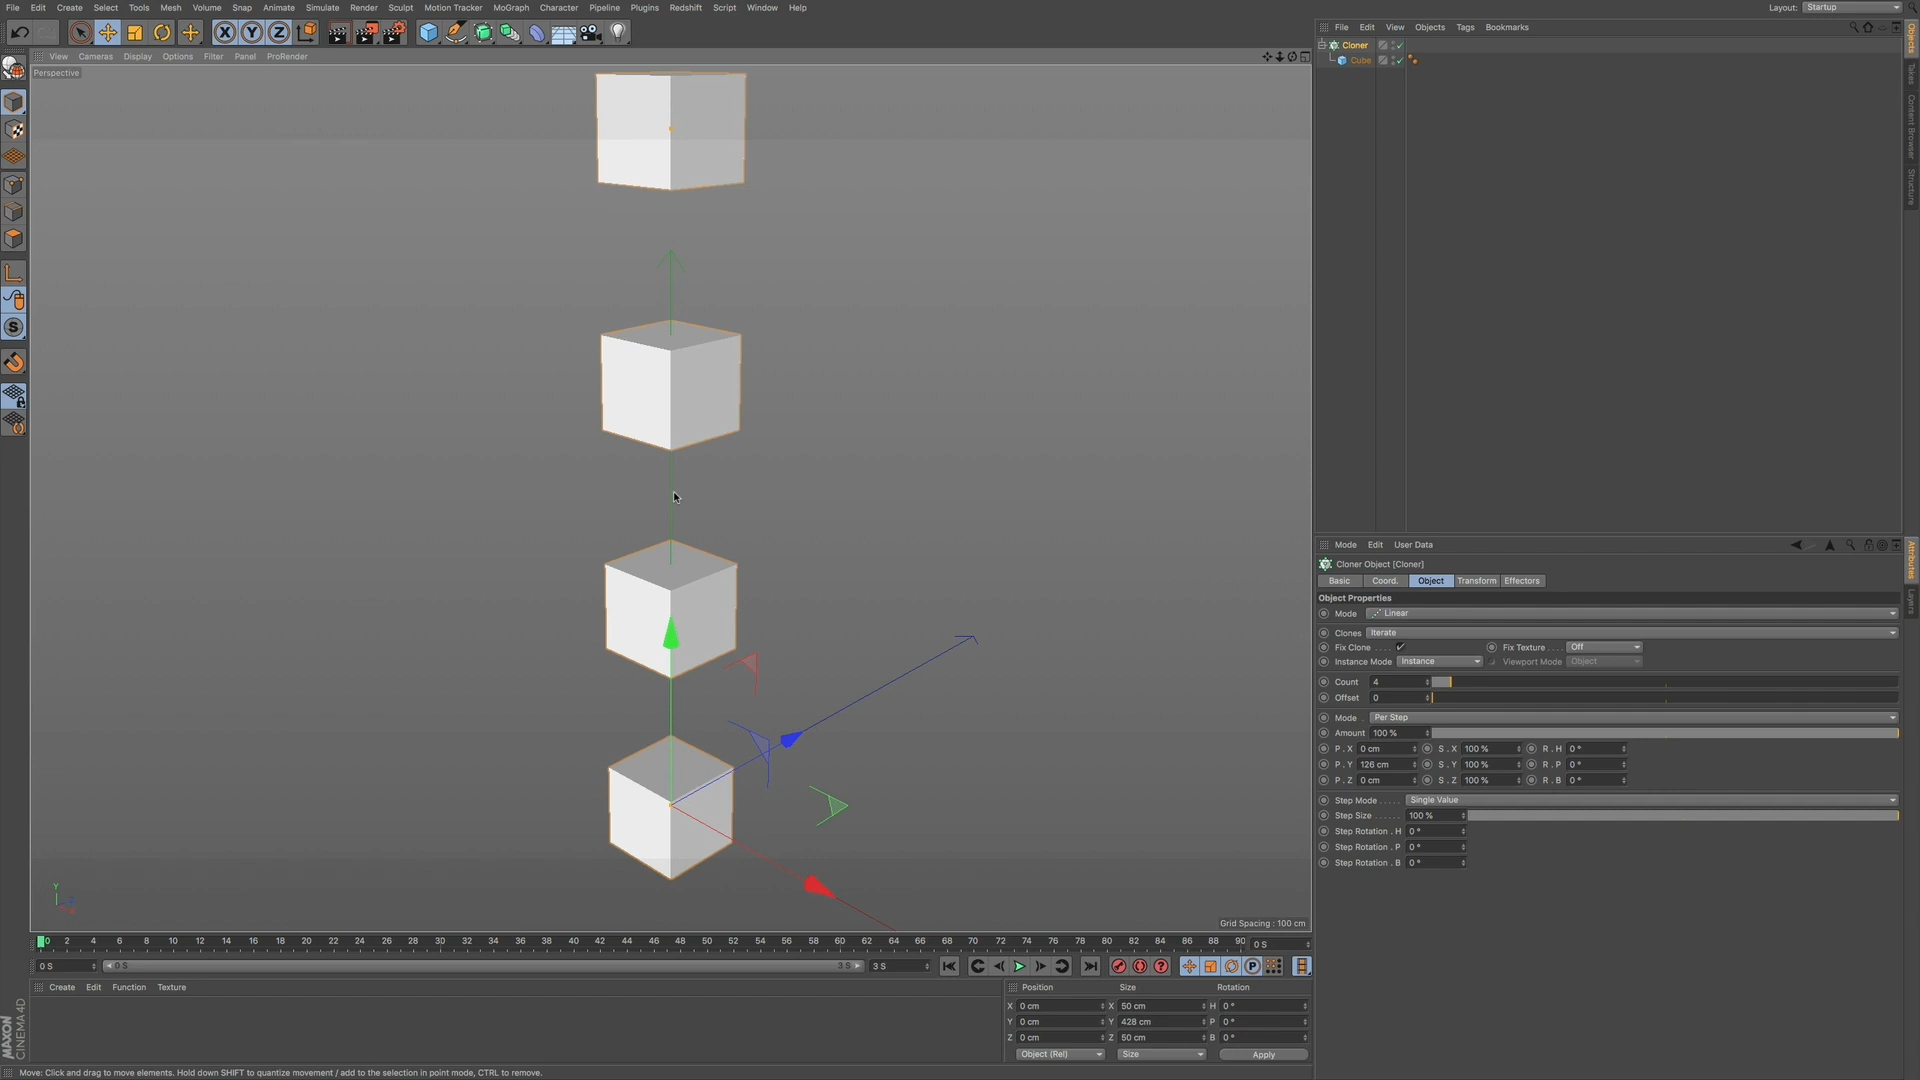 File Edit Create Select Tools Mesh Volume Snap Animate Simulate Render Sculpt Motion Tracker MoGraph Character Pipeline Plugins Redshift Script Window Help
Layout: Startup
View Cameras Display Options Filter Panel ProRender
Perspective
File Edit View Objects Tags Bookmarks
Cloner
Cube
Objects
Takes
Content Browser
Structure
Mode Edit User Data
Cloner Object [Cloner]
Basic Coord. Object Transform Effectors
Object Properties
Mode Linear
Clones Iterate
Fix Clone .... Fix Texture .... Off
Instance Mode Instance Viewport Mode Object
Count 4
Offset 0
Mode . Per Step
Amount 100 %
P . X 0 cm S . X 100 % R . H 0 °
P . Y 126 cm S . Y 100 % R . P 0 °
P . Z 0 cm S . Z 100 % R . B 0 °
Step Mode ..... Single Value
Step Size ...... 100 %
Step Rotation . H 0 °
Step Rotation . P 0 °
Step Rotation . B 0 °
Attributes
Layers
Y
Grid Spacing : 100 cm
0 2 4 6 8 10 12 14 16 18 20 22 24 26 28 30 32 34 36 38 40 42 44 46 48 50 52 54 56 58 60 62 64 66 68 70 72 74 76 78 80 82 84 86 88 90 0 S
0 S 0 S 3 S 3 S
Create Edit Function Texture
Position Size Rotation
X 0 cm X 50 cm H 0 °
Y 0 cm Y 428 cm P 0 °
Z 0 cm Z 50 cm B 0 °
Object (Rel) Size Apply
MAXON
CINEMA 4D
Move: Click and drag to move elements. Hold down SHIFT to quantize movement / add to the selection in point mode, CTRL to remove.